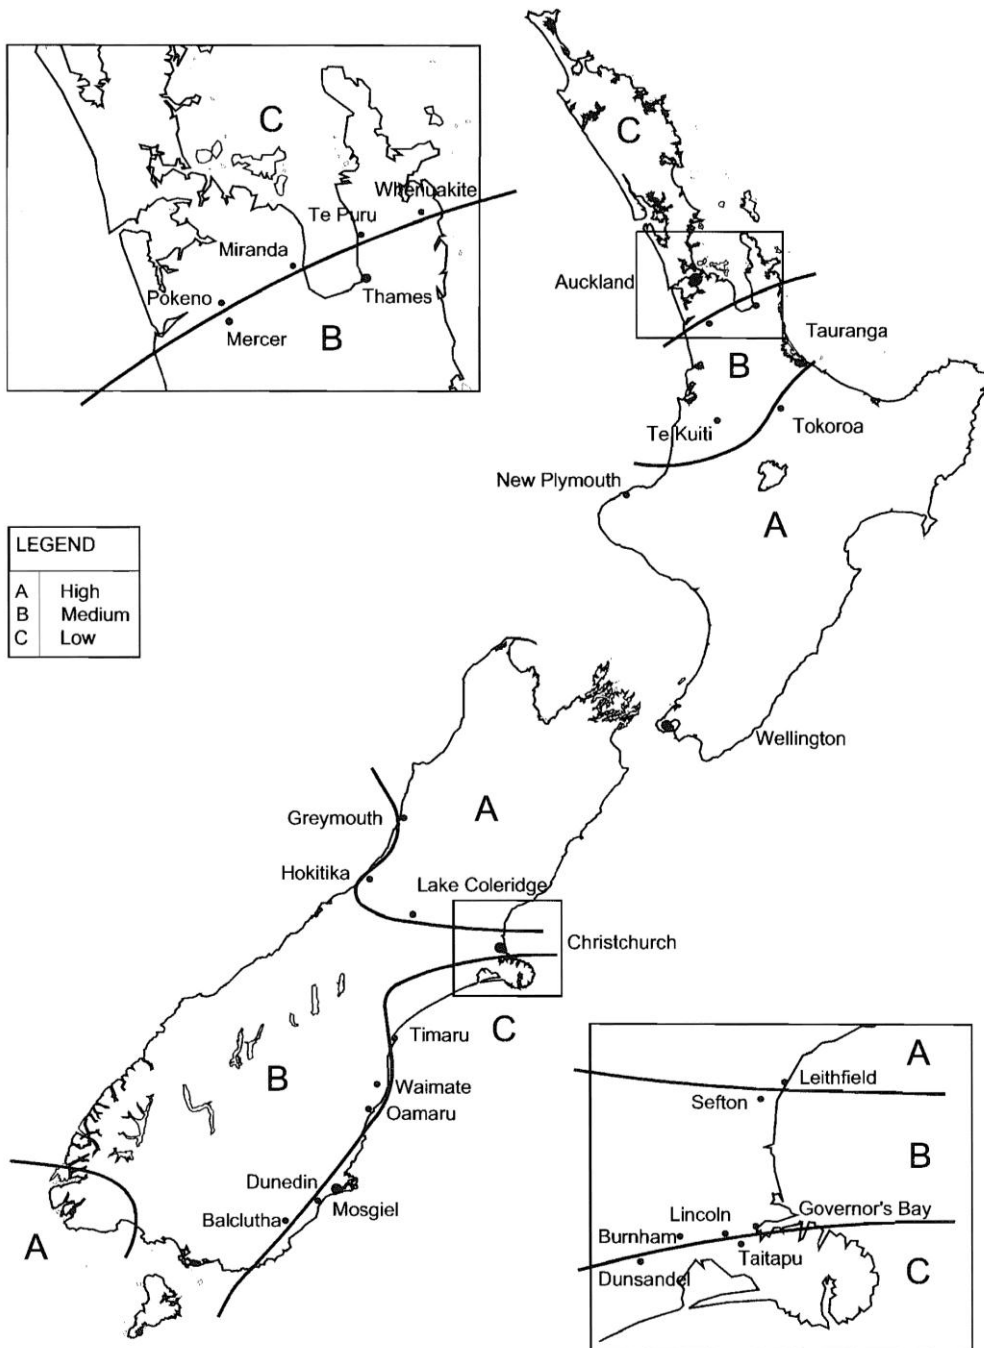 C
Whenuakite
Te Puru
Miranda
Thames
Pokeno
Mercer
B
C
Auckland
Tauranga
B
Te Kuiti
Tokoroa
New Plymouth
A
LEGEND
A High
B Medium
C Low
Wellington
A
Greymouth
Hokitika
Lake Coleridge
Christchurch
C
Timaru
B
Waimate
Oamaru
Dunedin
Mosgiel
Balclutha
A
A
Leithfield
Sefton
B
Governor's Bay
Lincoln
Burnham
Taitapu
Dunsandel
C